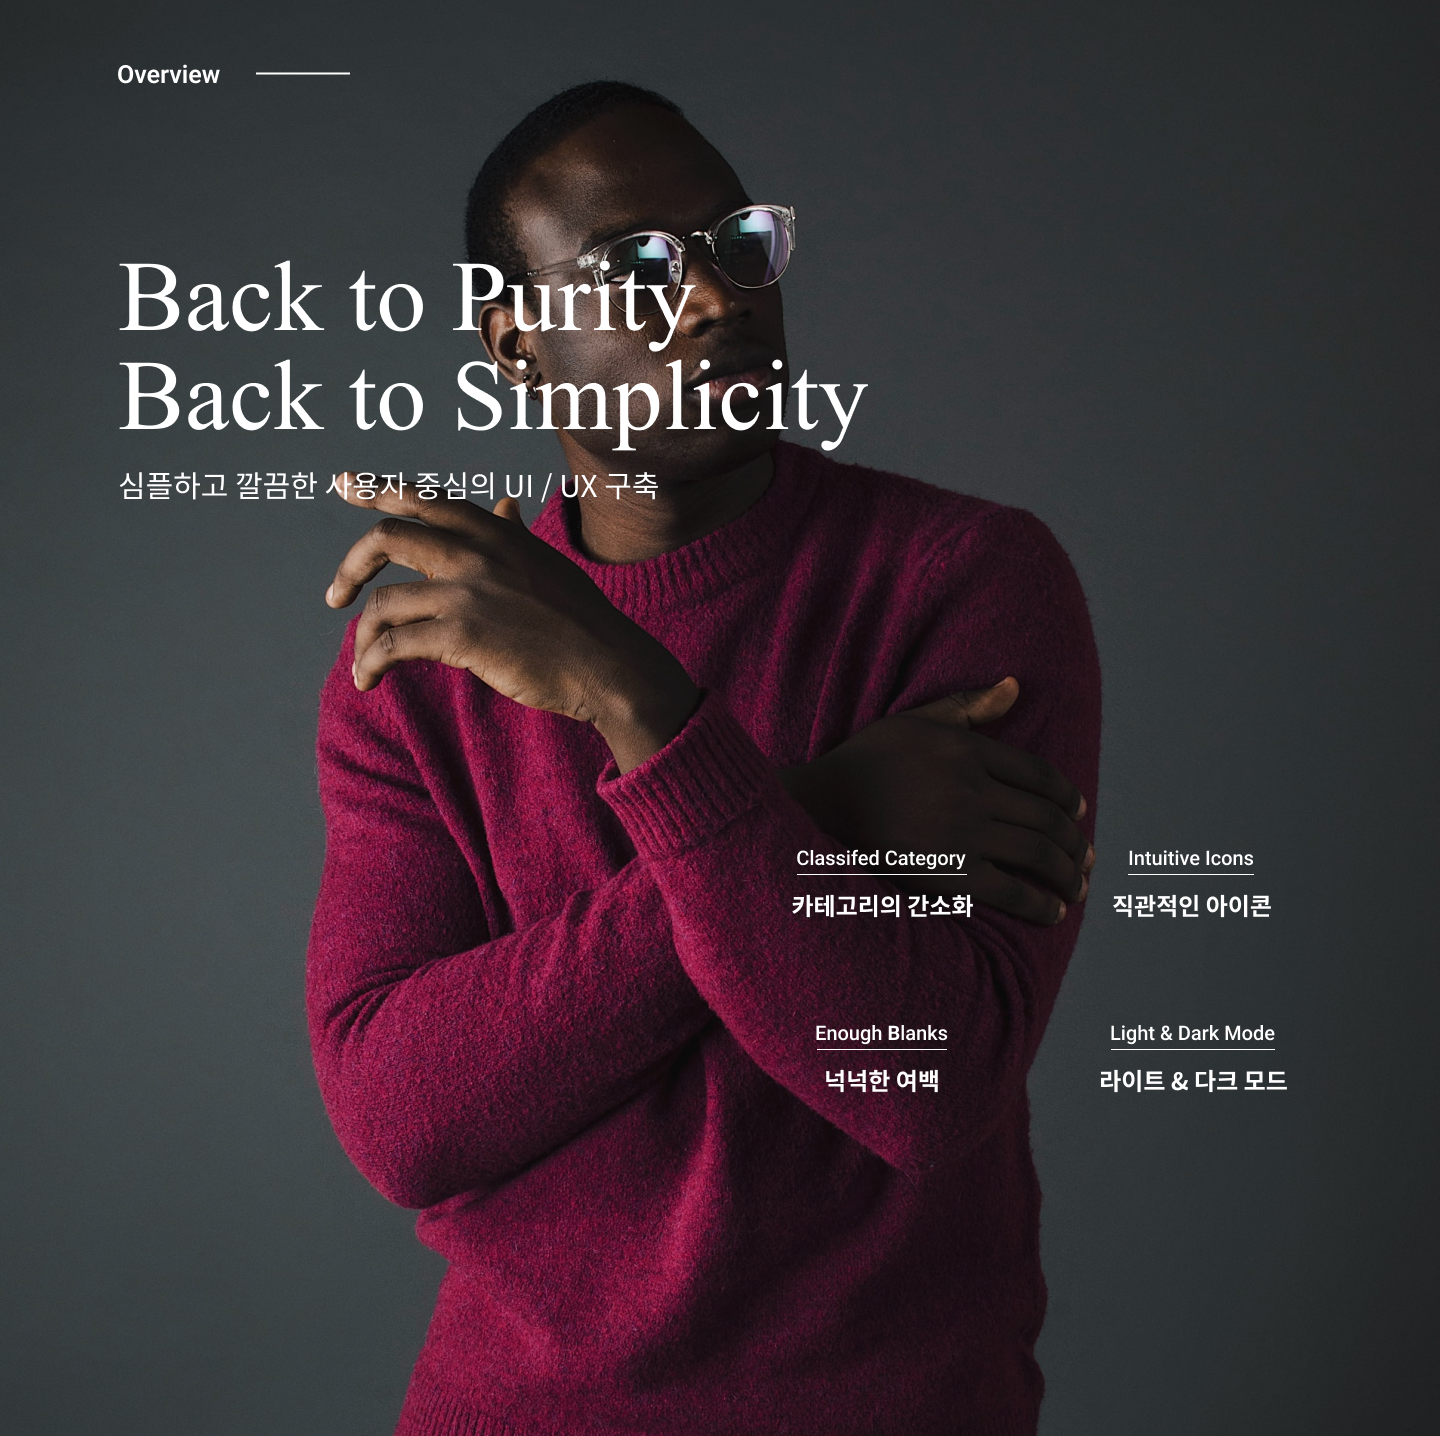 Overview
Back to Purity
Back to Simplicity
심플하고 깔끔한 사용자 중심의 UI / UX 구축
Classifed Category
카테고리의 간소화
Intuitive Icons
직관적인 아이콘
Enough Blanks
넉넉한 여백
Light & Dark Mode
라이트 & 다크 모드